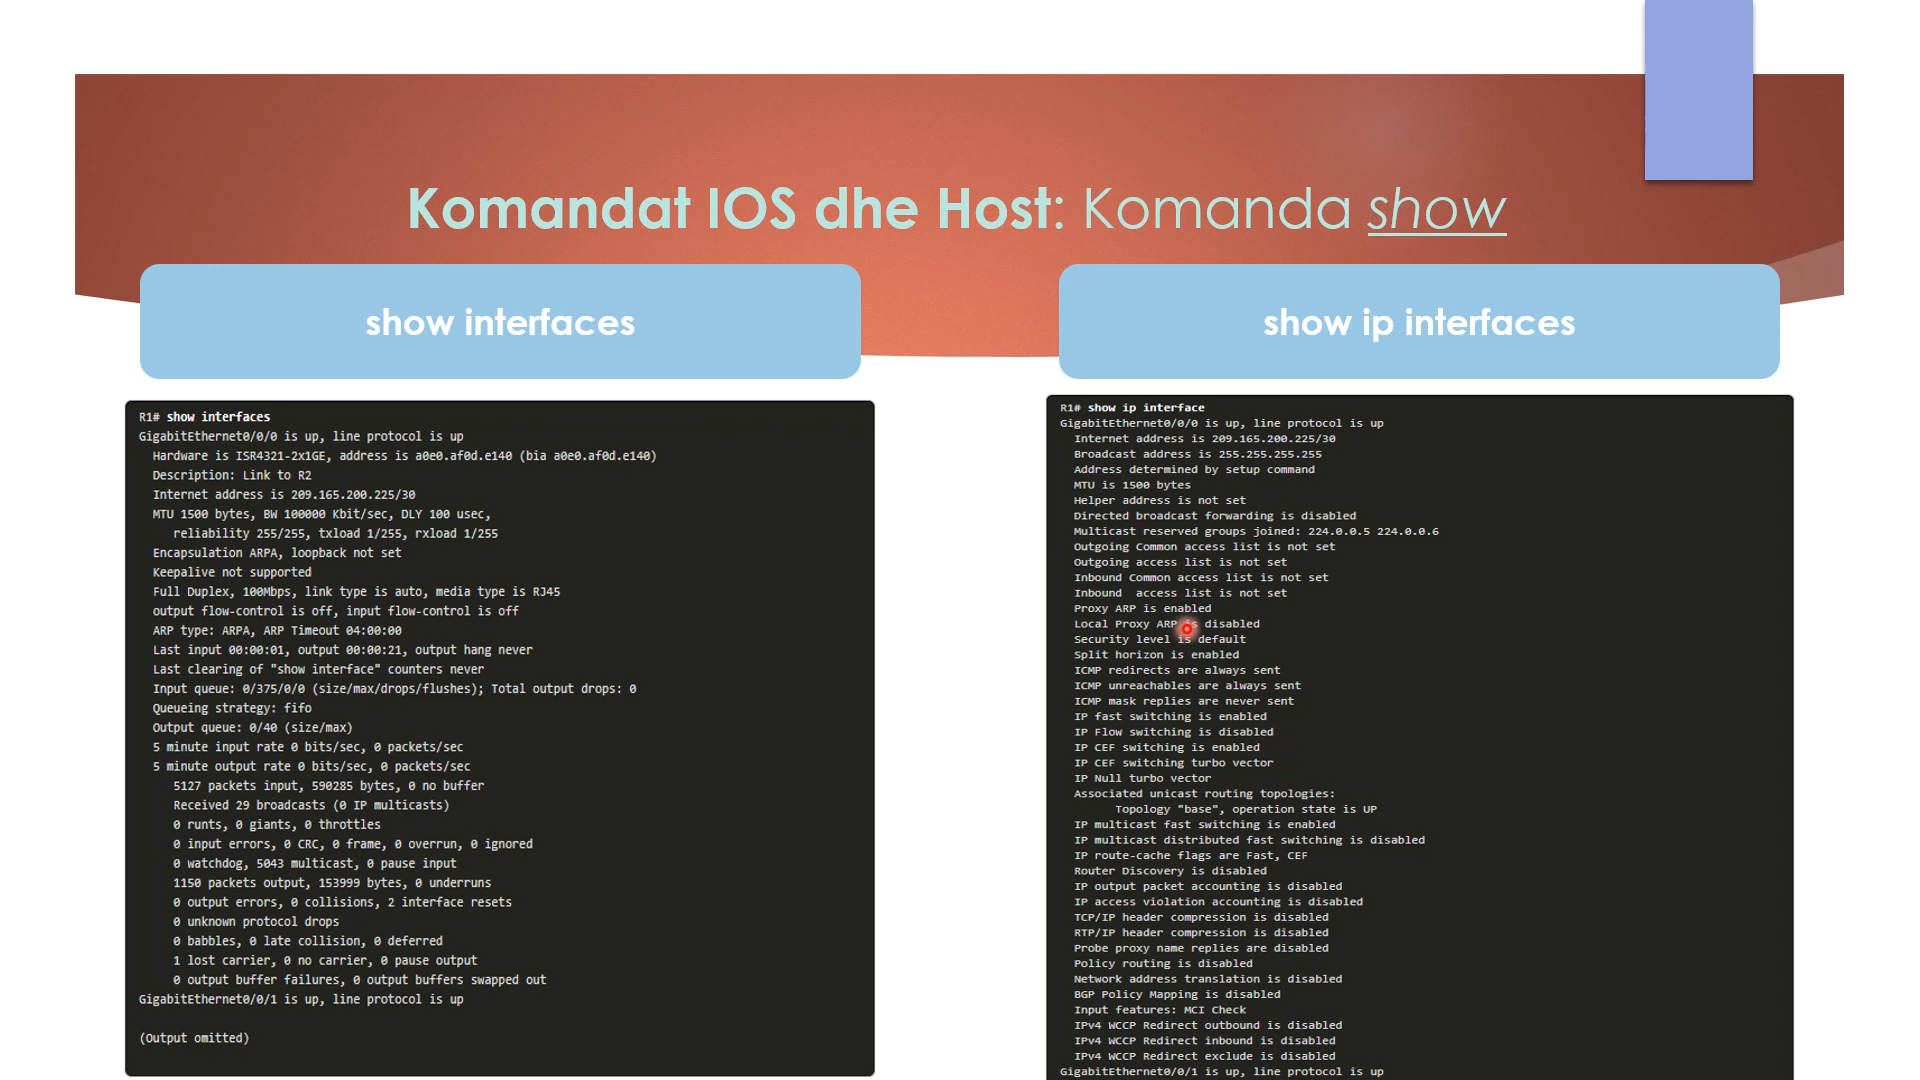 Komandat IOS dhe Host: Komanda show
show interfaces
R1# show interfaces
GigabitEthernet0/0/0 is up, line protocol is up
Hardware is ISR4321-2x1GE, address is a0e0.af0d.e140 (bia a0e0.af0d.e140)
Description: Link to R2
Internet address is 209.165.200.225/30
MTU 1500 bytes, BW 100000 Kbit/sec, DLY 100 usec,
reliability 255/255, txload 1/255, rxload 1/255
Encapsulation ARPA, loopback not set
Keepalive not supported
Full Duplex, 100Mbps, link type is auto, media type is RJ45
output flow-control is off, input flow-control is off
ARP type: ARPA, ARP Timeout 04:00:00
Last input 00:00:01, output 00:00:21, output hang never
Last clearing of "show interface" counters never
Input queue: 0/375/0/0 (size/max/drops/flushes); Total output drops: 0
Queueing strategy: fifo
Output queue: 0/40 (size/max)
5 minute input rate 0 bits/sec, 0 packets/sec
5 minute output rate 0 bits/sec, 0 packets/sec
5127 packets input, 590285 bytes, 0 no buffer
Received 29 broadcasts (0 IP multicasts)
0 runts, 0 giants, 0 throttles
0 input errors, 0 CRC, 0 frame, 0 overrun, 0 ignored
0 watchdog, 5043 multicast, 0 pause input
1150 packets output, 153999 bytes, 0 underruns
0 output errors, 0 collisions, 2 interface resets
0 unknown protocol drops
0 babbles, 0 late collision, 0 deferred
1 lost carrier, 0 no carrier, 0 pause output
0 output buffer failures, 0 output buffers swapped out
GigabitEthernet0/0/1 is up, line protocol is up
(Output omitted)
show ip interfaces
R1# show ip interface
GigabitEthernet0/0/0 is up, line protocol is up
Internet address is 209.165.200.225/30
Broadcast address is 255.255.255.255
Address determined by setup command
MTU is 1500 bytes
Helper address is not set
Directed broadcast forwarding is disabled
Multicast reserved groups joined: 224.0.0.5 224.0.0.6
Outgoing Common access list is not set
Outgoing access list is not set
Inbound Common access list is not set
Inbound  access list is not set
Proxy ARP is enabled
Local Proxy ARP is disabled
Security level is default
Split horizon is enabled
ICMP redirects are always sent
ICMP unreachables are always sent
ICMP mask replies are never sent
IP fast switching is enabled
IP Flow switching is disabled
IP CEF switching is enabled
IP CEF switching turbo vector
IP Null turbo vector
Associated unicast routing topologies:
Topology "base", operation state is UP
IP multicast fast switching is enabled
IP multicast distributed fast switching is disabled
IP route-cache flags are Fast, CEF
Router Discovery is disabled
IP output packet accounting is disabled
IP access violation accounting is disabled
TCP/IP header compression is disabled
RTP/IP header compression is disabled
Probe proxy name replies are disabled
Policy routing is disabled
Network address translation is disabled
BGP Policy Mapping is disabled
Input features: MCI Check
IPv4 WCCP Redirect outbound is disabled
IPv4 WCCP Redirect inbound is disabled
IPv4 WCCP Redirect exclude is disabled
GigabitEthernet0/0/1 is up, line protocol is up